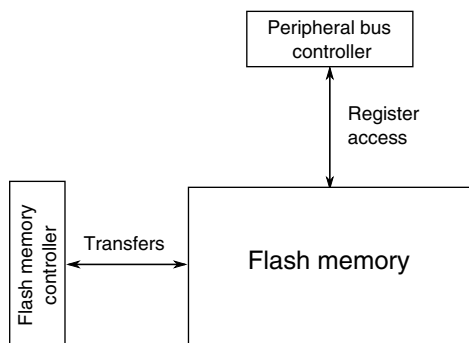 Peripheral bus
controller
Register
access
Flash memory
controller
Transfers
Flash memory